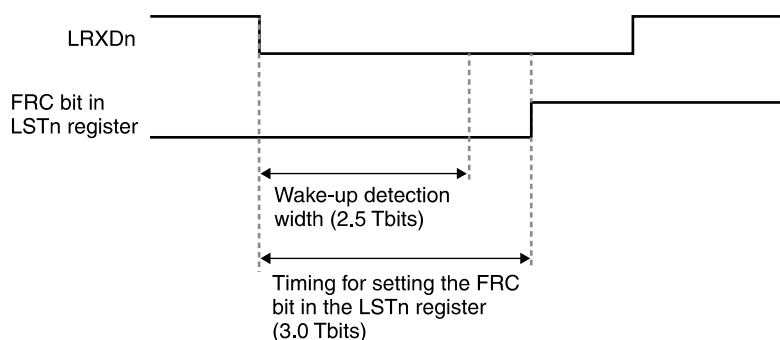 LRXDn
FRC bit in
LSTn register
Wake-up detection
width (2.5 Tbits)
Timing for setting the FRC
bit in the LSTn register
(3.0 Tbits)